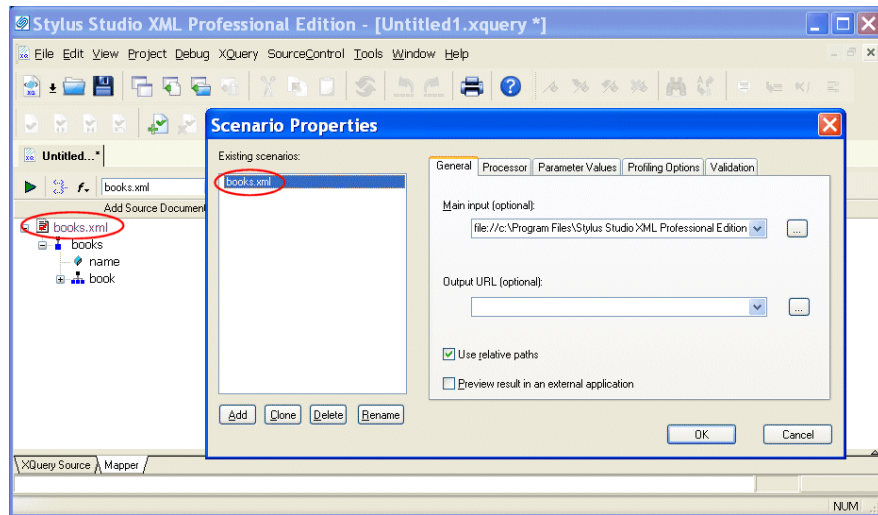 Stylus Studio XML Professional Edition - [Untitled1.xquery *]
File Edit View Project Debug XQuery SourceControl Tools Window Help
Scenario Properties
Untitled...*
books.xml
Add Source Document
books.xml
books
name
book
Existing scenarios:
books.xml
Add Clone Delete Rename
General Processor Parameter Values Profiling Options Validation
Main input (optional):
file://c:\Program Files\Stylus Studio XML Professional Edition
...
Output URL (optional):
...
Use relative paths
Preview result in an external application
OK Cancel
XQuery Source Mapper
NUM